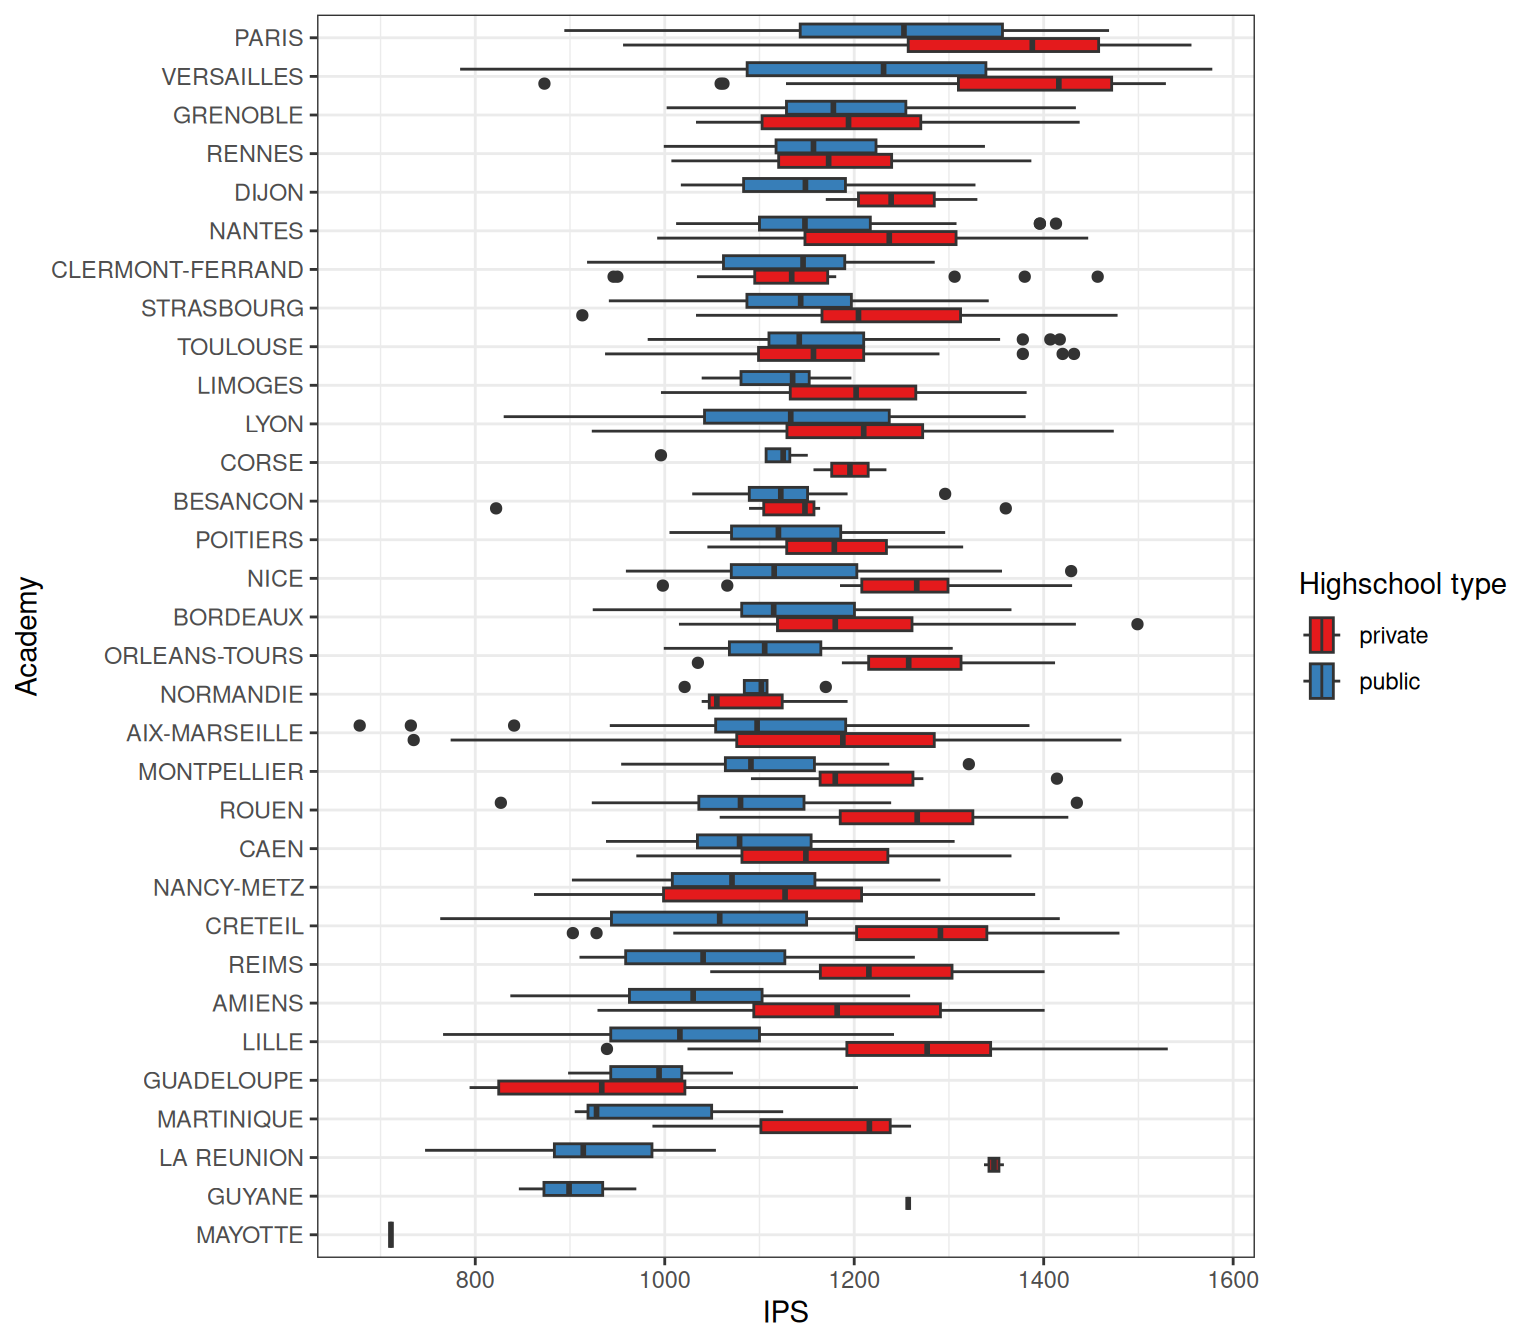 PARIS
VERSAILLES
GRENOBLE
RENNES
DIJON
NANTES
CLERMONT-FERRAND
STRASBOURG
TOULOUSE
LIMOGES
LYON
CORSE
BESANCON
POITIERS
NICE
BORDEAUX
ORLEANS-TOURS
NORMANDIE
AIX-MARSEILLE
MONTPELLIER
ROUEN
CAEN
NANCY-METZ
CRETEIL
REIMS
AMIENS
LILLE
GUADELOUPE
MARTINIQUE
LA REUNION
GUYANE
MAYOTTE
Academy
800 1000 1200 1400 1600
IPS
Highschool type
private
public